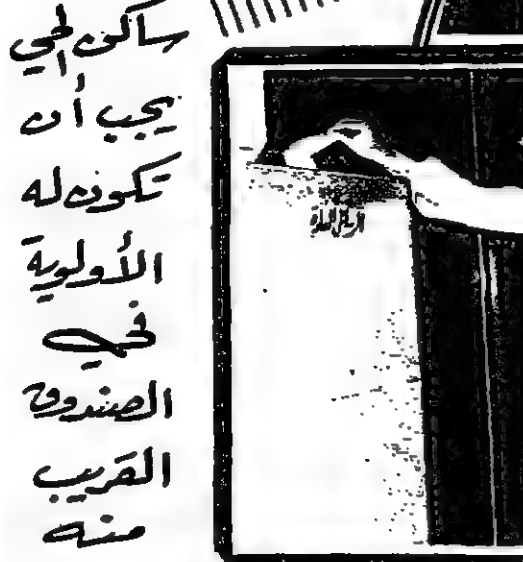 ساكن الحي
يجب أن
تكون له
الأولوية
في
الصندوق
القريب
منه